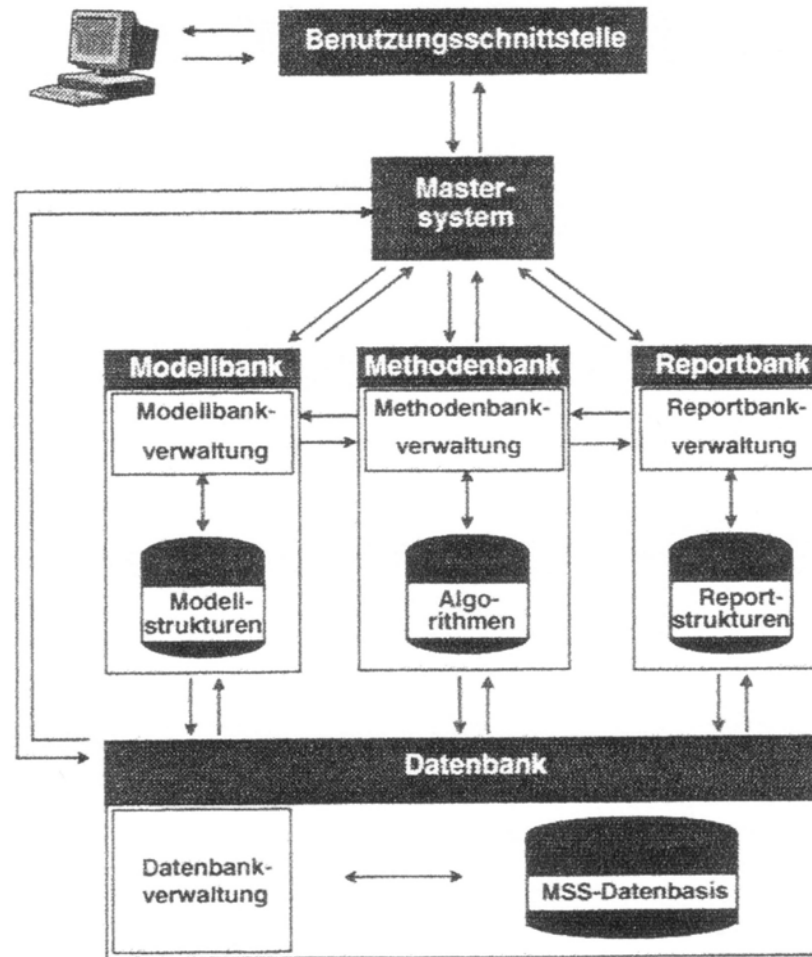 Benutzungsschnittstelle
Master-
system
Modellbank
Methodenbank
Reportbank
Modellbank-
verwaltung
Methodenbank-
verwaltung
Reportbank-
verwaltung
Modell-
strukturen
Algo-
rithmen
Report-
strukturen
Datenbank
Datenbank-
verwaltung
MSS-Datenbasis